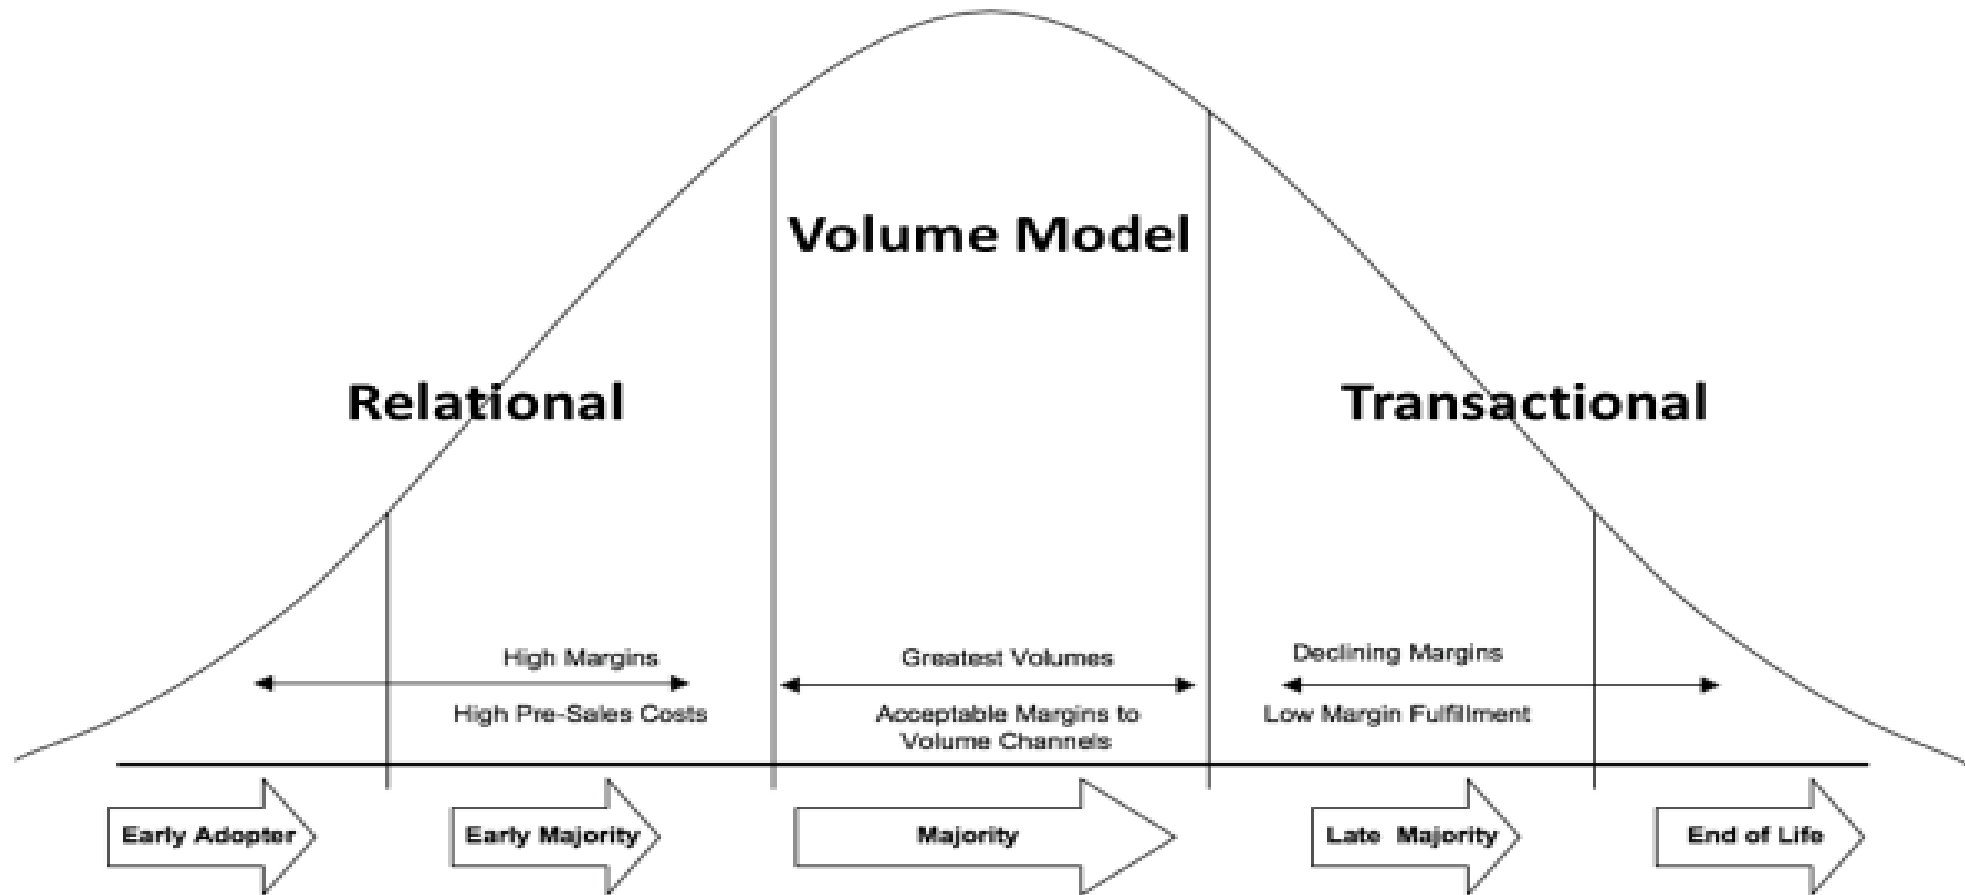 Volume Model
Relational
Transactional
High Margins
High Pre-Sales Costs
Greatest Volumes
Acceptable Margins to
Volume Channels
Declining Margins
Low Margin Fulfillment
Early Adopter
Early Majority
Majority
Late Majority
End of Life